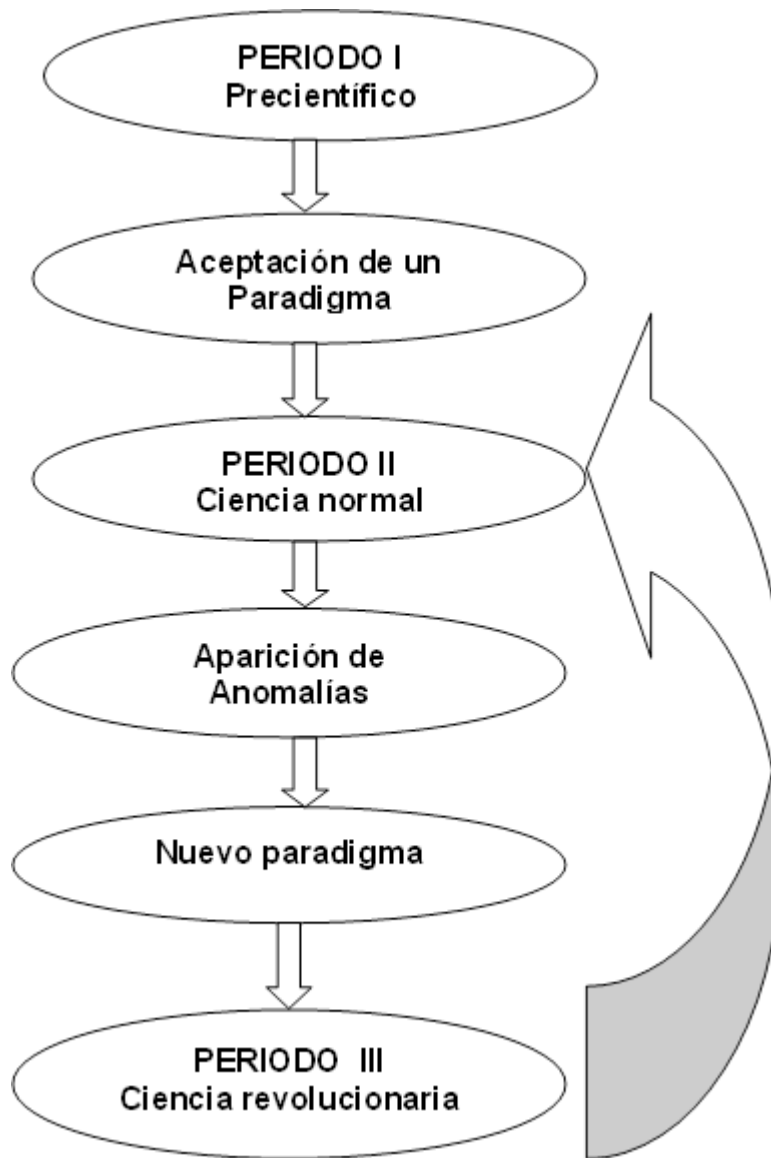 PERIODO I
Precientífico
Aceptación de un
Paradigma
PERIODO II
Ciencia normal
Aparición de
Anomalías
Nuevo paradigma
PERIODO III
Ciencia revolucionaria